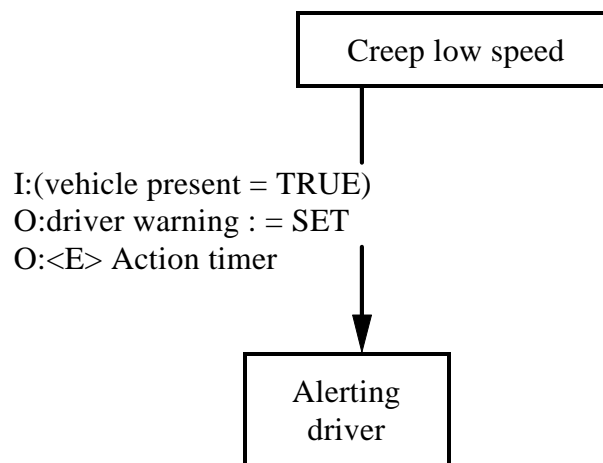 Creep low speed
I:(vehicle present = TRUE)
O:driver warning : = SET
O:<E> Action timer
Alerting
driver